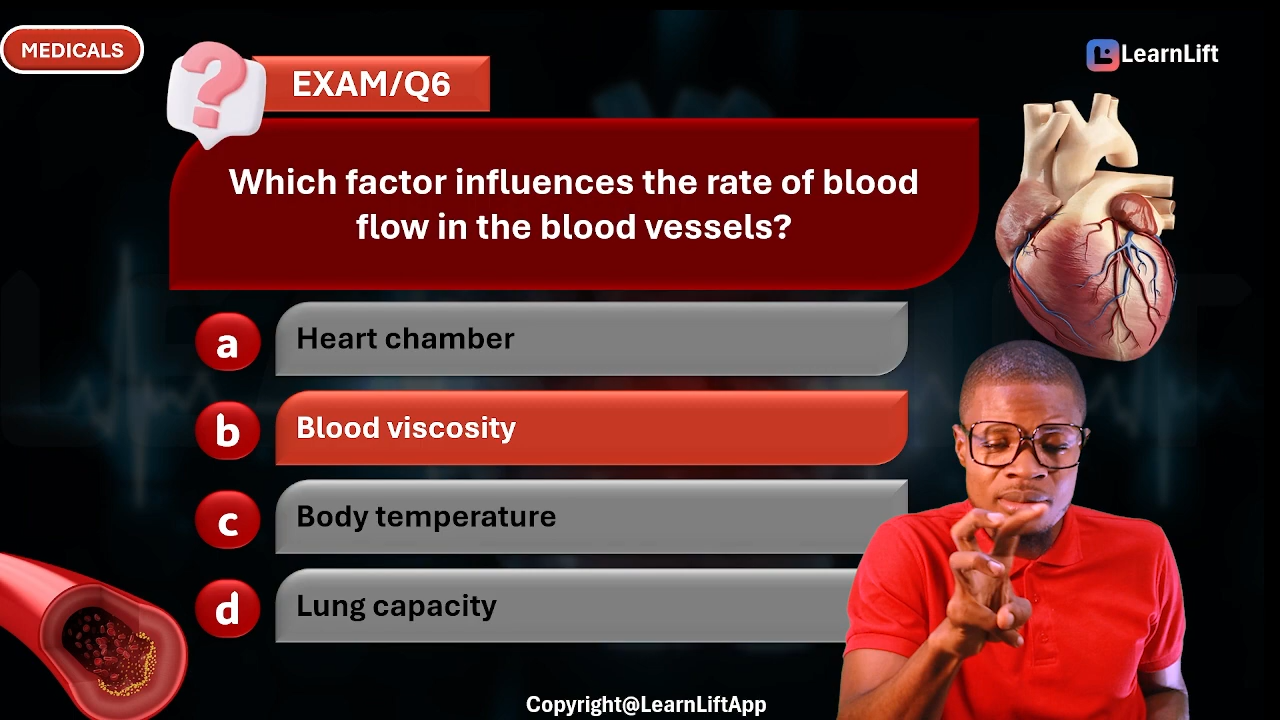 MEDICALS
LearnLift
EXAM/Q6
Which factor influences the rate of blood
flow in the blood vessels?
a
Heart chamber
b
Blood viscosity
c
Body temperature
d
Lung capacity
Copyright@LearnLiftApp